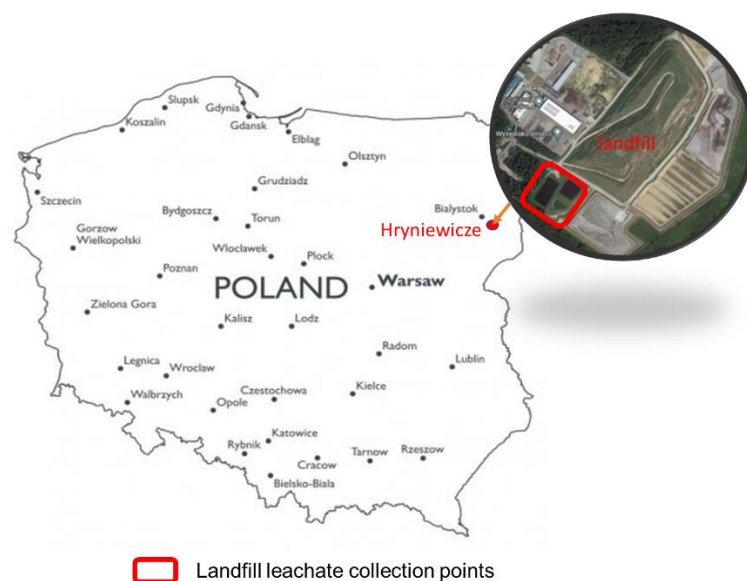 Slupsk
Gdynia
Koszalin
Gdansk
Elblag
Olsztyn
Szczecin
Grudziadz
Bydgoszcz
Torun
Bialystok
Hryniewicze
Gorzow
Wielkopolski
Wloclawek
Plock
Poznan
POLAND
Warsaw
Zielona Gora
Kalisz
Lodz
Radom
Legnica
Wroclaw
Lublin
Walbrzych
Czestochowa
Kielce
Opole
Katowice
Rybnik
Cracow
Tarnow
Rzeszow
Bielsko-Biala
landfill
Landfill leachate collection points